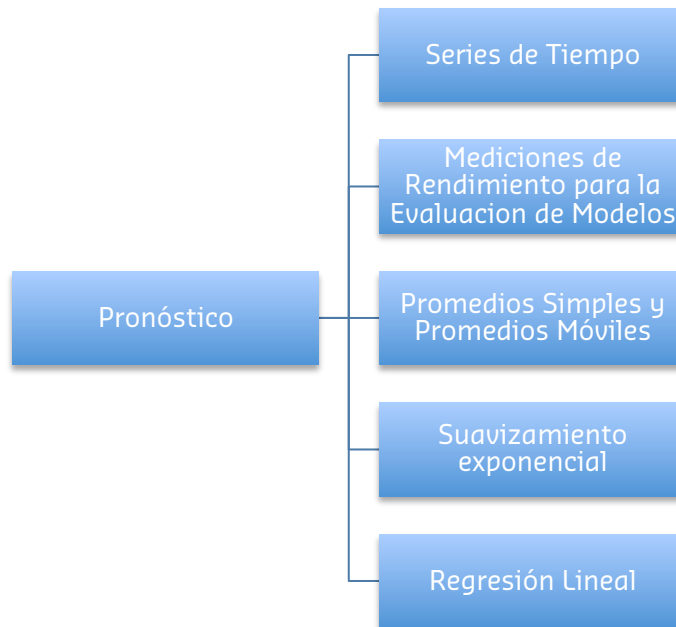 Series de Tiempo
Mediciones de
Rendimiento para la
Evaluacion de Modelos
Pronóstico
Promedios Simples y
Promedios Móviles
Suavizamiento
exponencial
Regresión Lineal